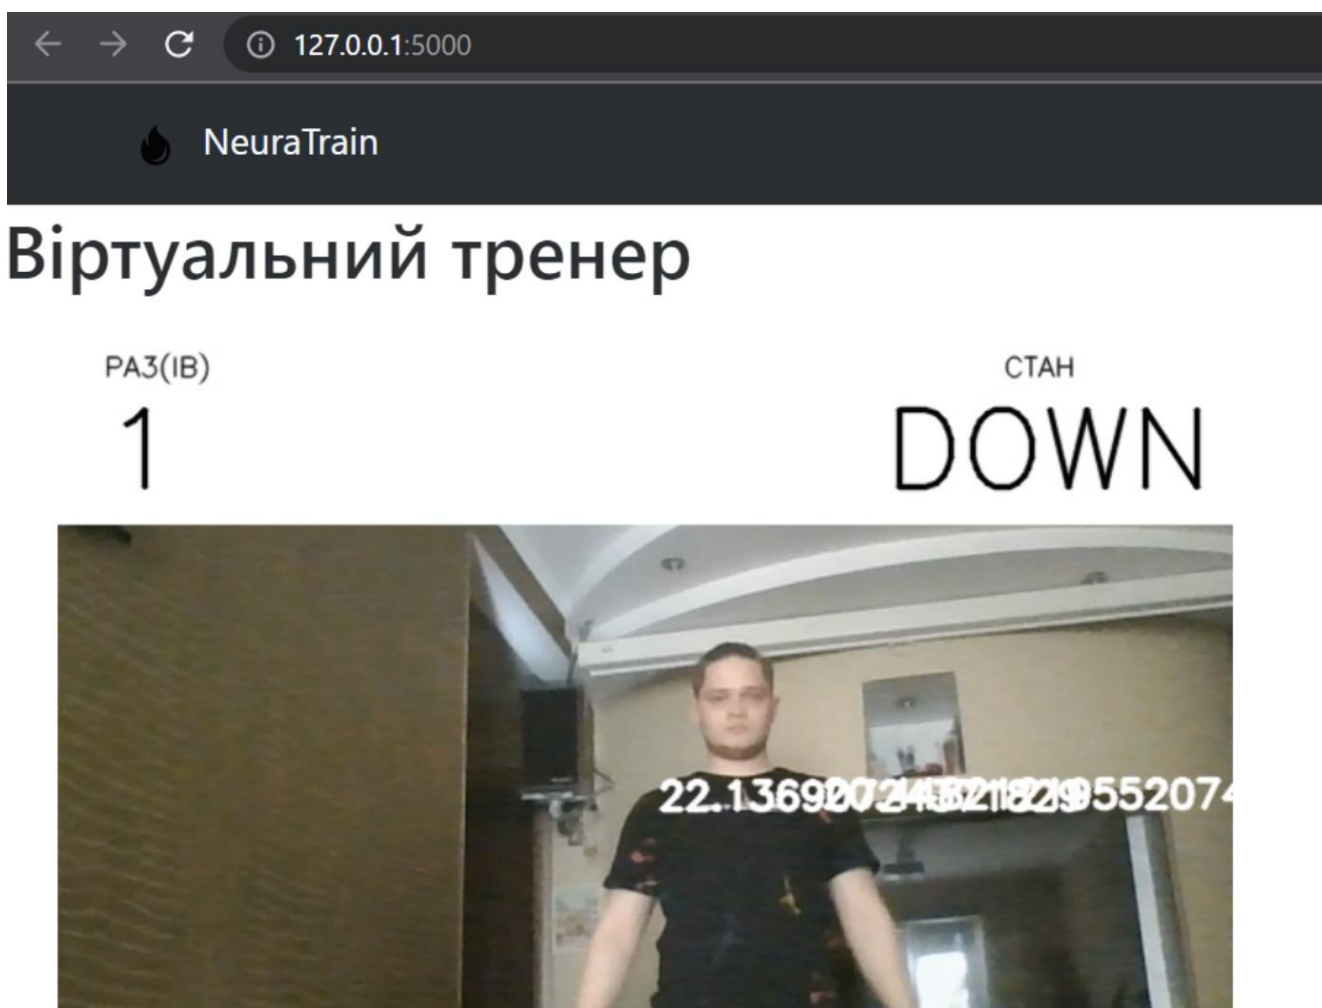 127.0.0.1:5000
NeuraTrain
Віртуальний тренер
РАЗ(ІВ)
СТАН
1
DOWN